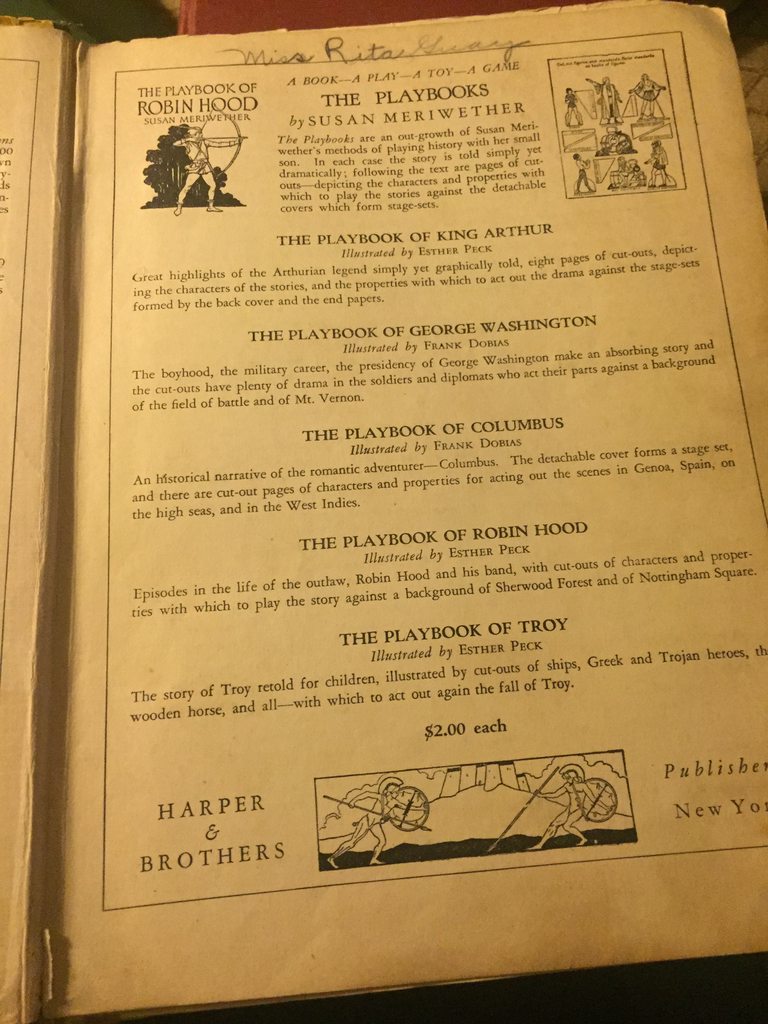 Miss Rita
THE PLAYBOOK OF
ROBIN HOOD
SUSAN MERIWETHER
A BOOK—A PLAY—A TOY—A GAME
THE PLAYBOOKS
by SUSAN MERIWETHER
The Playbooks are an out-growth of Susan Meri-
wether's methods of playing history with her small
son. In each case the story is told simply yet
dramatically; following the text are pages of cut-
outs—depicting the characters and properties with
which to play the stories against the detachable
covers which form stage-sets.
THE PLAYBOOK OF KING ARTHUR
Illustrated by ESTHER PECK
Great highlights of the Arthurian legend simply yet graphically told, eight pages of cut-outs, depict-
ing the characters of the stories, and the properties with which to act out the drama against the stage-sets
formed by the back cover and the end papers.
THE PLAYBOOK OF GEORGE WASHINGTON
Illustrated by FRANK DOBIAS
The boyhood, the military career, the presidency of George Washington make an absorbing story and
the cut-outs have plenty of drama in the soldiers and diplomats who act their parts against a background
of the field of battle and of Mt. Vernon.
THE PLAYBOOK OF COLUMBUS
Illustrated by FRANK DOBIAS
An historical narrative of the romantic adventurer—Columbus. The detachable cover forms a stage set,
and there are cut-out pages of characters and properties for acting out the scenes in Genoa, Spain, on
the high seas, and in the West Indies.
THE PLAYBOOK OF ROBIN HOOD
Illustrated by ESTHER PECK
Episodes in the life of the outlaw, Robin Hood and his band, with cut-outs of characters and proper-
ties with which to play the story against a background of Sherwood Forest and of Nottingham Square.
THE PLAYBOOK OF TROY
Illustrated by ESTHER PECK
The story of Troy retold for children, illustrated by cut-outs of ships, Greek and Trojan heroes, th
wooden horse, and all—with which to act out again the fall of Troy.
$2.00 each
HARPER
&
BROTHERS
Publisher
New Yor